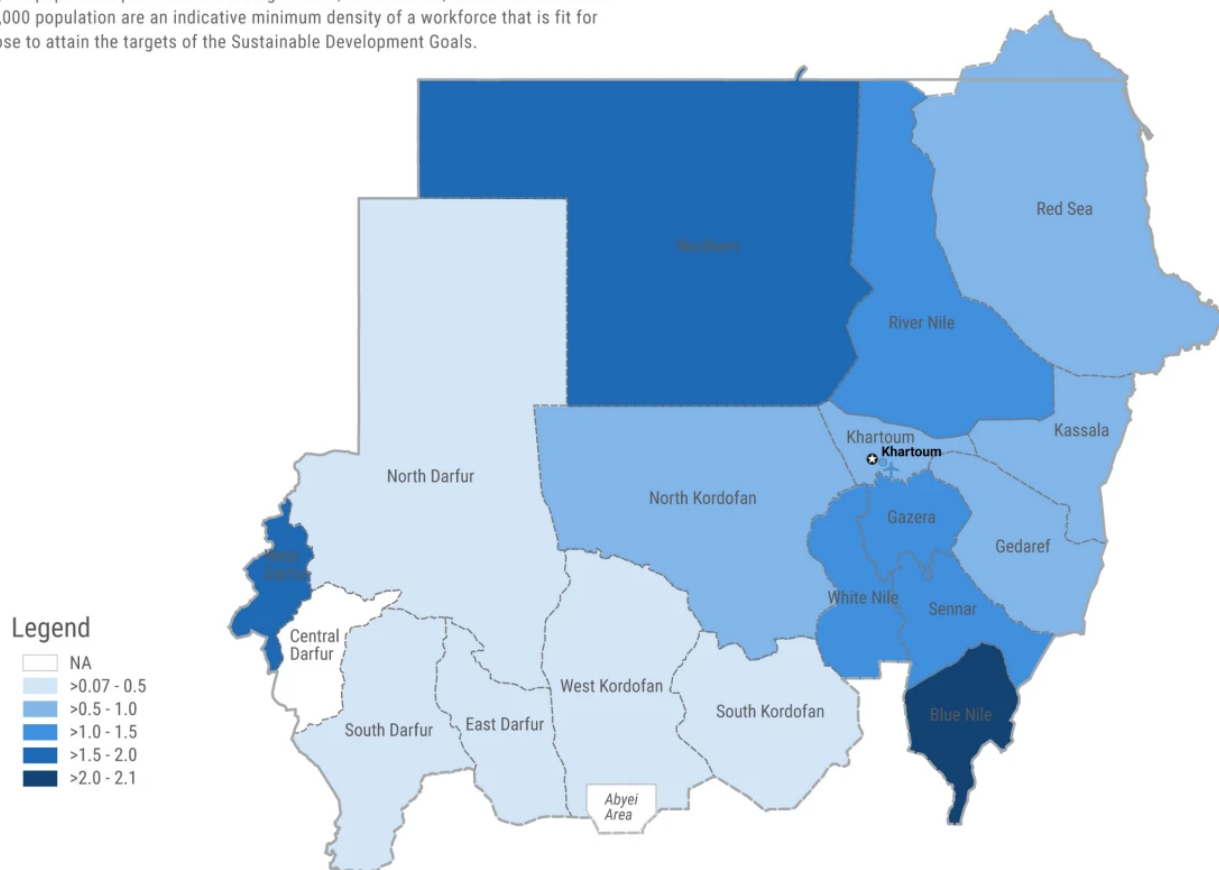 ,000 population are an indicative minimum density of a workforce that is fit for
ose to attain the targets of the Sustainable Development Goals.
Red Sea
Northern
River Nile
Kassala
Khartoum
Khartoum
North Darfur
North Kordofan
Gazera
Gedaref
West
Darfur
White Nile
Sennar
Central
Darfur
West Kordofan
South Kordofan
Blue Nile
South Darfur
East Darfur
Abyei
Area
Legend
NA
>0.07 - 0.5
>0.5 - 1.0
>1.0 - 1.5
>1.5 - 2.0
>2.0 - 2.1